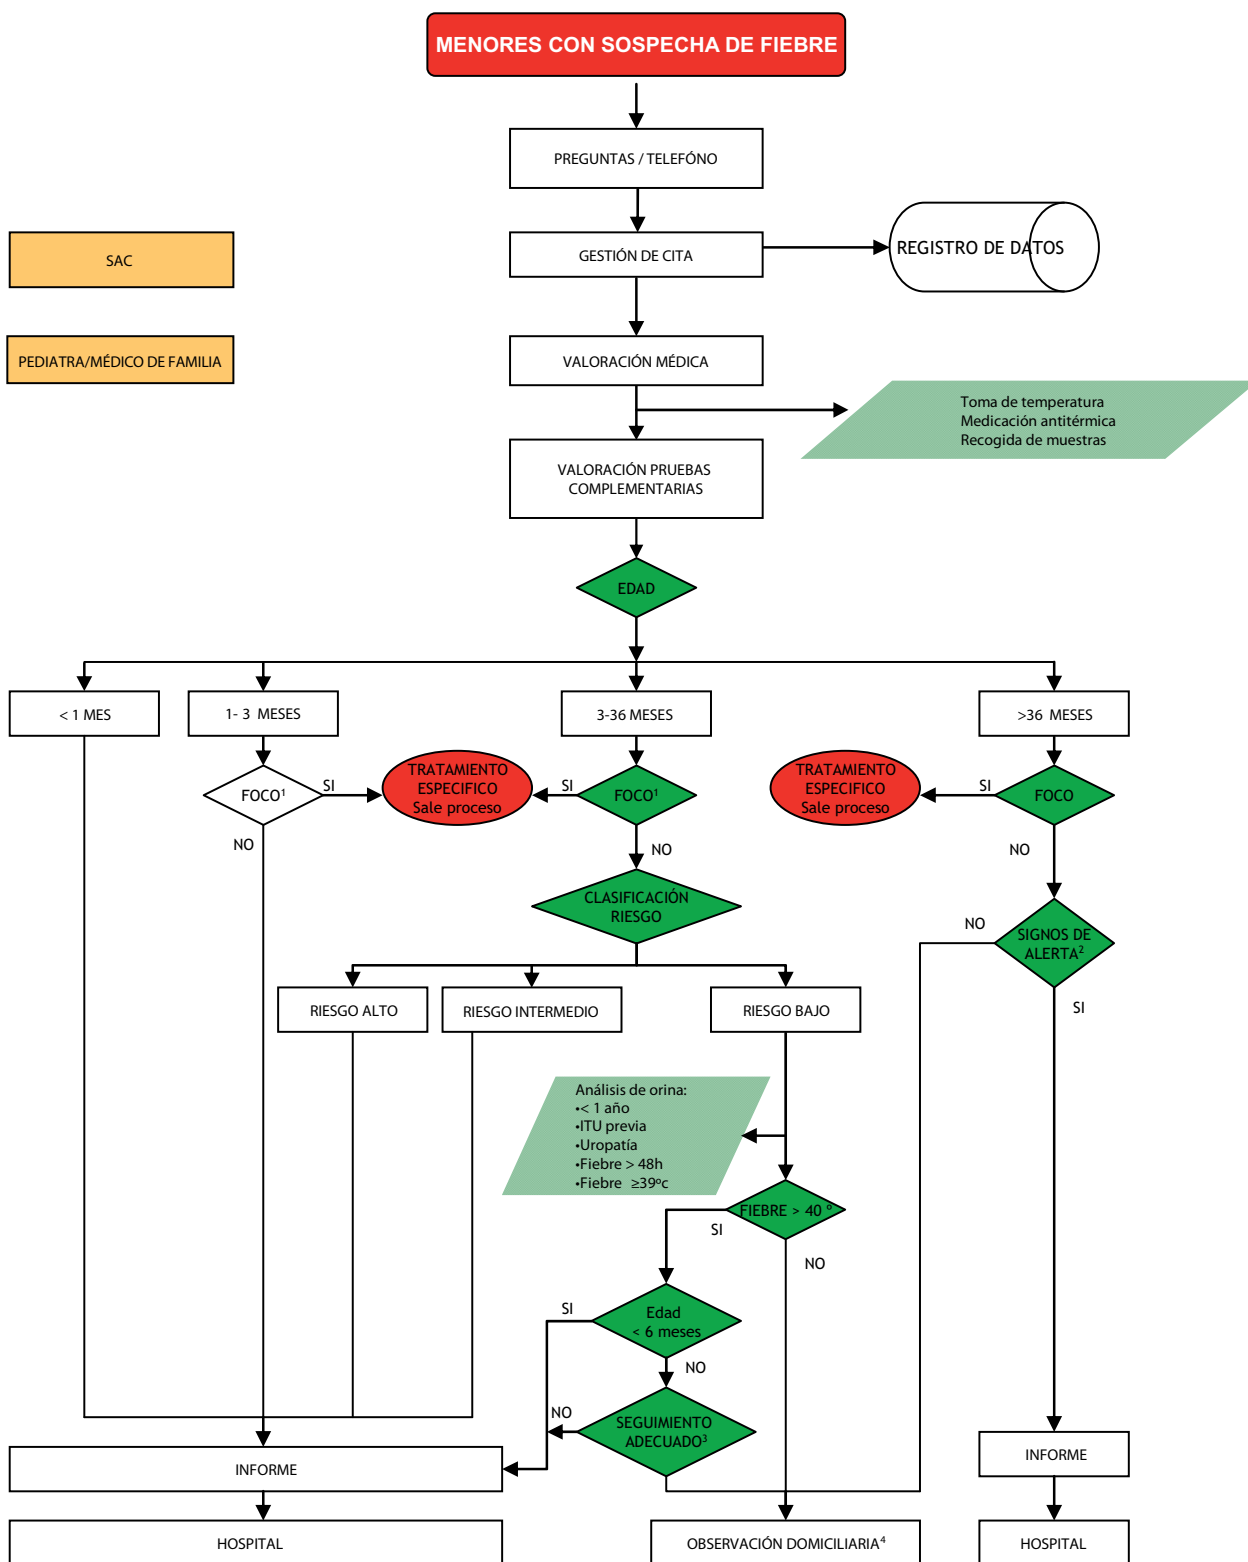 MENORES CON SOSPECHA DE FIEBRE
PREGUNTAS / TELEFÓNO
SAC
GESTIÓN DE CITA
REGISTRO DE DATOS
PEDIATRA/MÉDICO DE FAMILIA
VALORACIÓN MÉDICA
Toma de temperatura
Medicación antitérmica
Recogida de muestras
VALORACIÓN PRUEBAS
COMPLEMENTARIAS
EDAD
< 1 MES
1- 3 MESES
3-36 MESES
>36 MESES
FOCO¹
SI
TRATAMIENTO
ESPECIFICO
Sale proceso
SI
FOCO¹
TRATAMIENTO
ESPECIFICO
Sale proceso
SI
FOCO
NO
NO
NO
CLASIFICACIÓN
RIESGO
NO
SIGNOS DE
ALERTA²
SI
RIESGO ALTO
RIESGO INTERMEDIO
RIESGO BAJO
Análisis de orina:
•< 1 año
•ITU previa
•Uropatía
•Fiebre > 48h
•Fiebre ≥39ºc
FIEBRE > 40 º
SI
NO
SI
Edad
< 6 meses
NO
NO
SEGUIMIENTO
ADECUADO³
INFORME
INFORME
HOSPITAL
OBSERVACIÓN DOMICILIARIA⁴
HOSPITAL